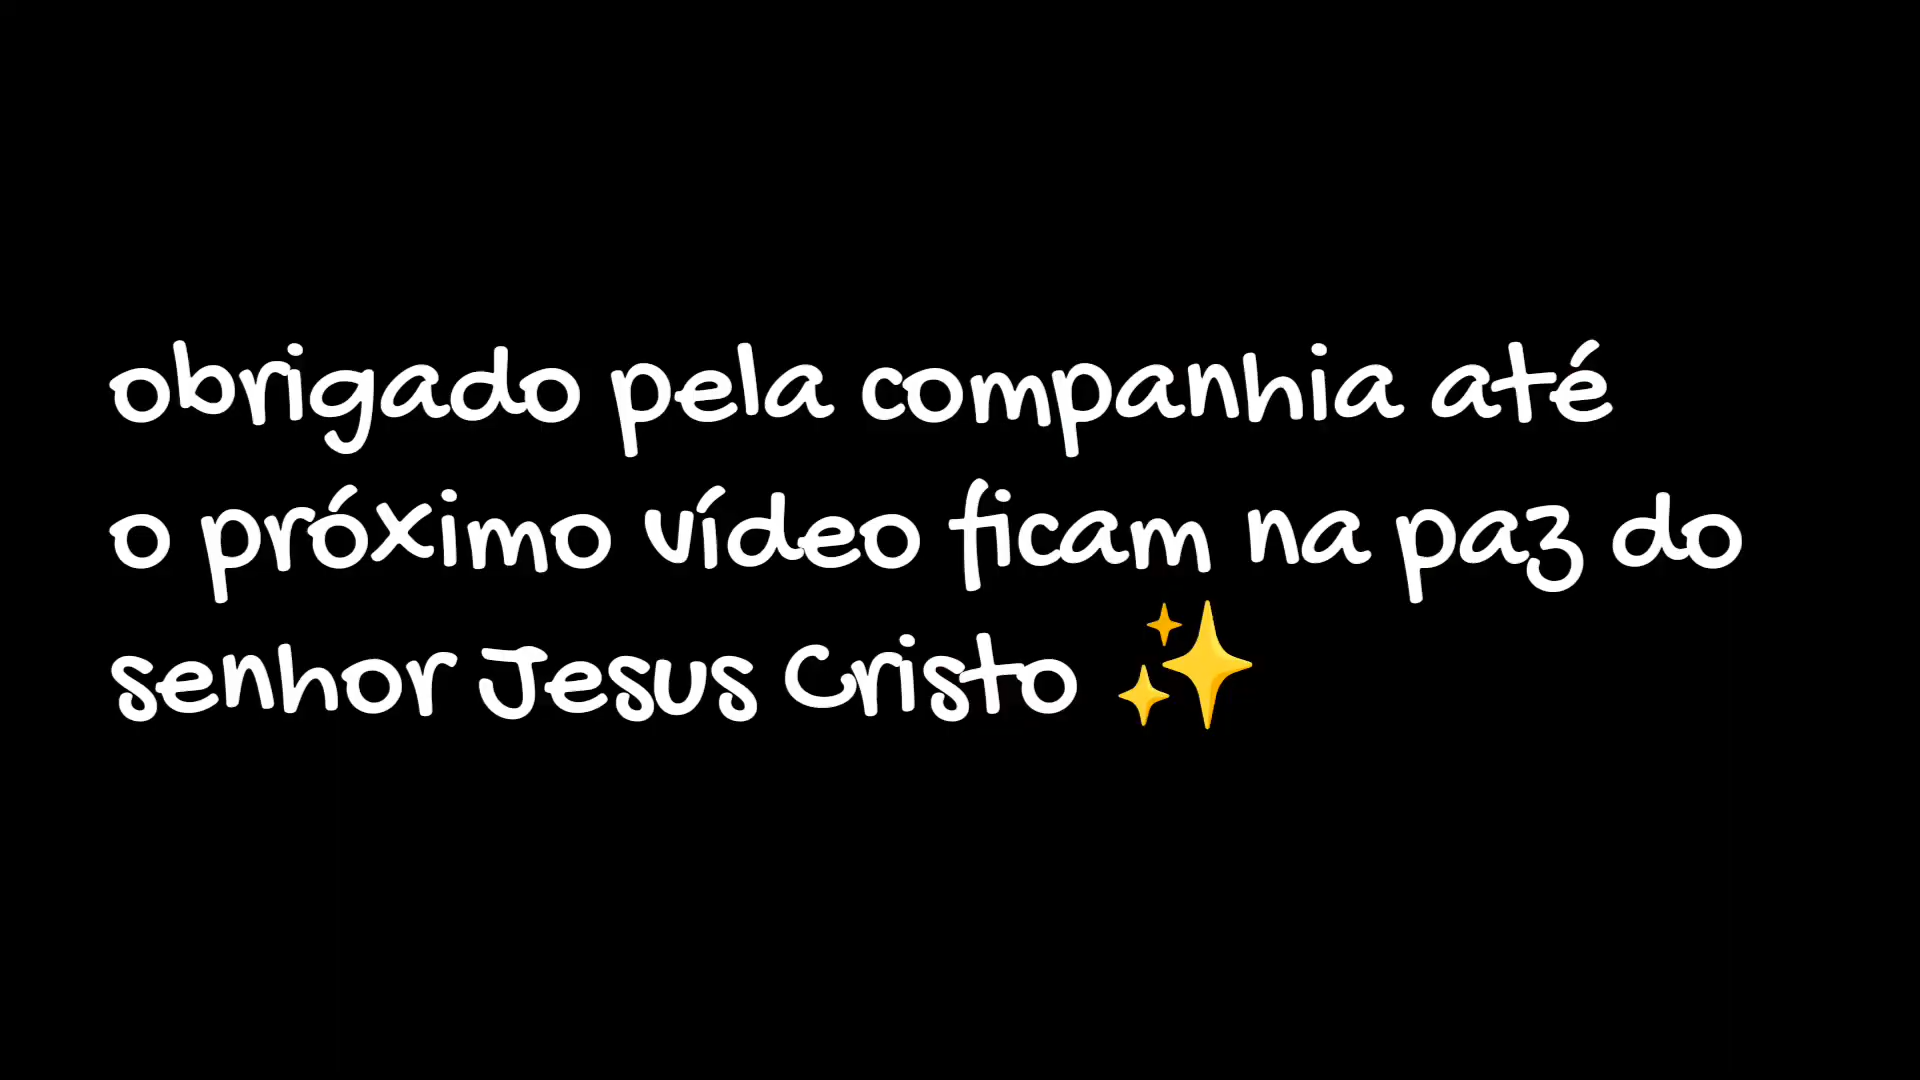 obrigado pela companhia até
o próximo vídeo ficam na paz do
senhor Jesus Cristo ✨